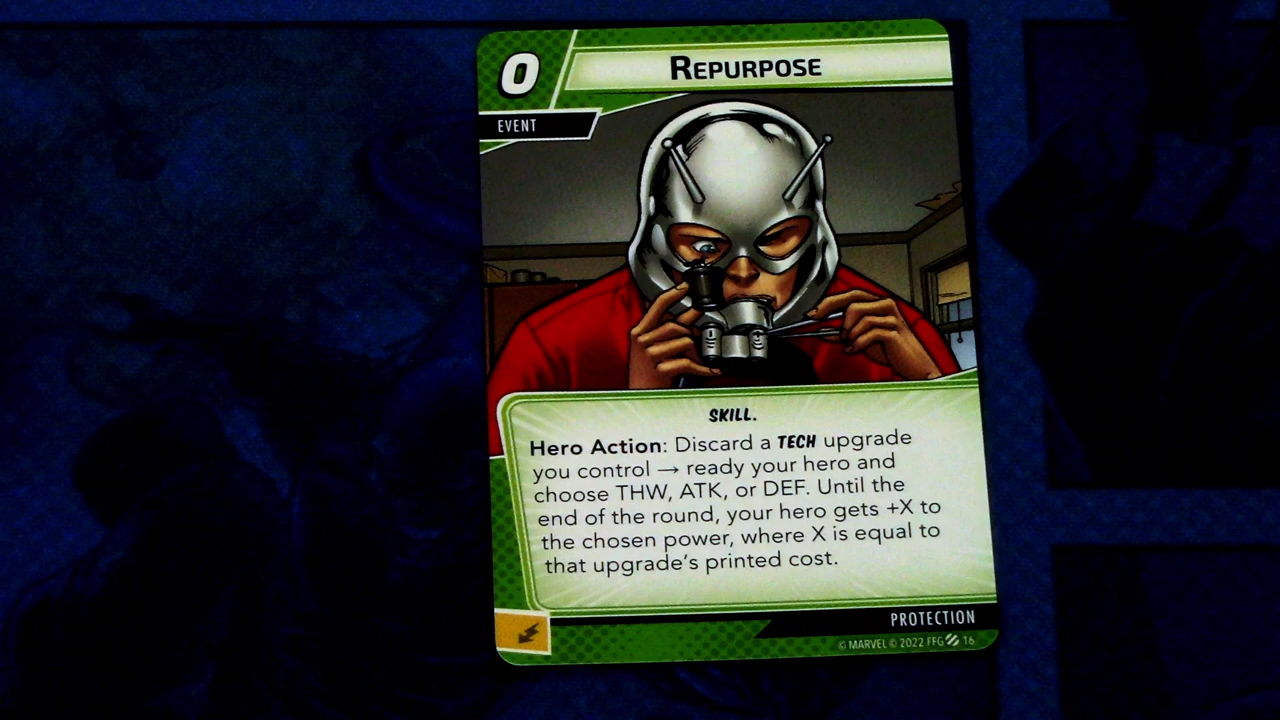 0
REPURPOSE
EVENT
SKILL.
Hero Action: Discard a TECH upgrade
you control → ready your hero and
choose THW, ATK, or DEF. Until the
end of the round, your hero gets +X to
the chosen power, where X is equal to
that upgrade's printed cost.
PROTECTION
© MARVEL © 2022 FFG 16